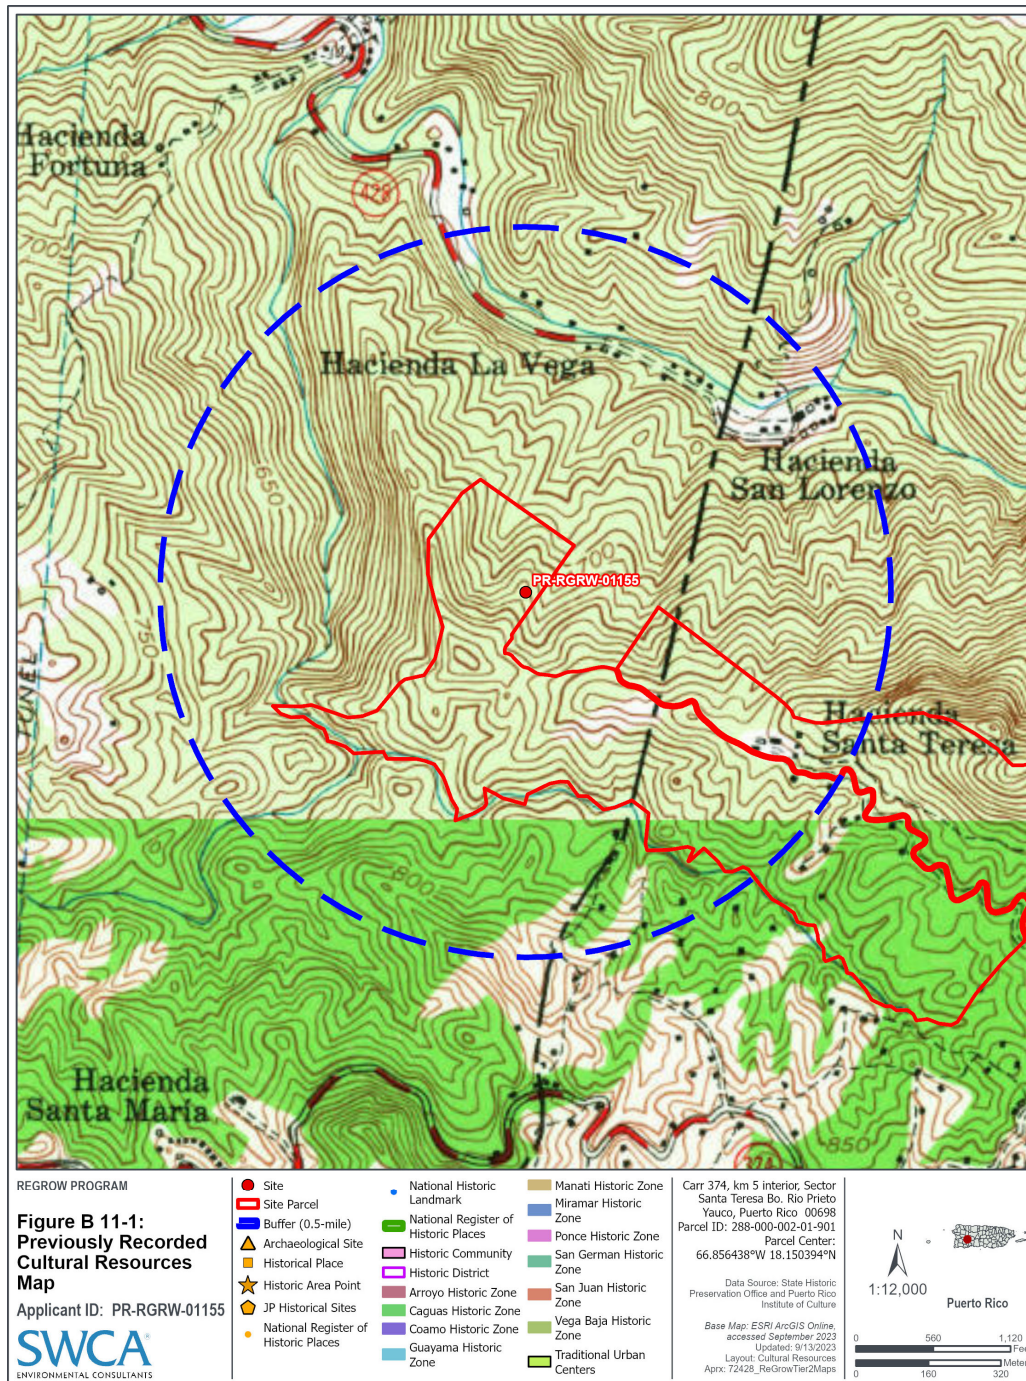 Hacienda
Fortuna
428
800
700
Hacienda La Vega
700
Hacienda
San Lorenzo
650
PR-RGRW-01155
750
TUNEL
Hacienda
Santa Teresa
800
Hacienda
Santa María
850
374
REGROW PROGRAM
Figure B 11-1:
Previously Recorded
Cultural Resources
Map
Applicant ID: PR-RGRW-01155
SWCA
ENVIRONMENTAL CONSULTANTS
Site
Site Parcel
Buffer (0.5-mile)
Archaeological Site
Historical Place
Historic Area Point
JP Historical Sites
National Register of
Historic Places
National Historic
Landmark
National Register of
Historic Places
Historic Community
Historic District
Arroyo Historic Zone
Caguas Historic Zone
Coamo Historic Zone
Guayama Historic
Zone
Manati Historic Zone
Miramar Historic
Zone
Ponce Historic Zone
San German Historic
Zone
San Juan Historic
Zone
Vega Baja Historic
Zone
Traditional Urban
Centers
Carr 374, km 5 interior, Sector
Santa Teresa Bo. Rio Prieto
Yauco, Puerto Rico 00698
Parcel ID: 288-000-002-01-901
Parcel Center:
66.856438°W 18.150394°N
Data Source: State Historic
Preservation Office and Puerto Rico
Institute of Culture
Base Map: ESRI ArcGIS Online,
accessed September 2023
Updated: 9/13/2023
Layout: Cultural Resources
Aprx: 72428_ReGrowTier2Maps
N
1:12,000
Puerto Rico
0 560 1,120
Fee
Meter
0 160 320